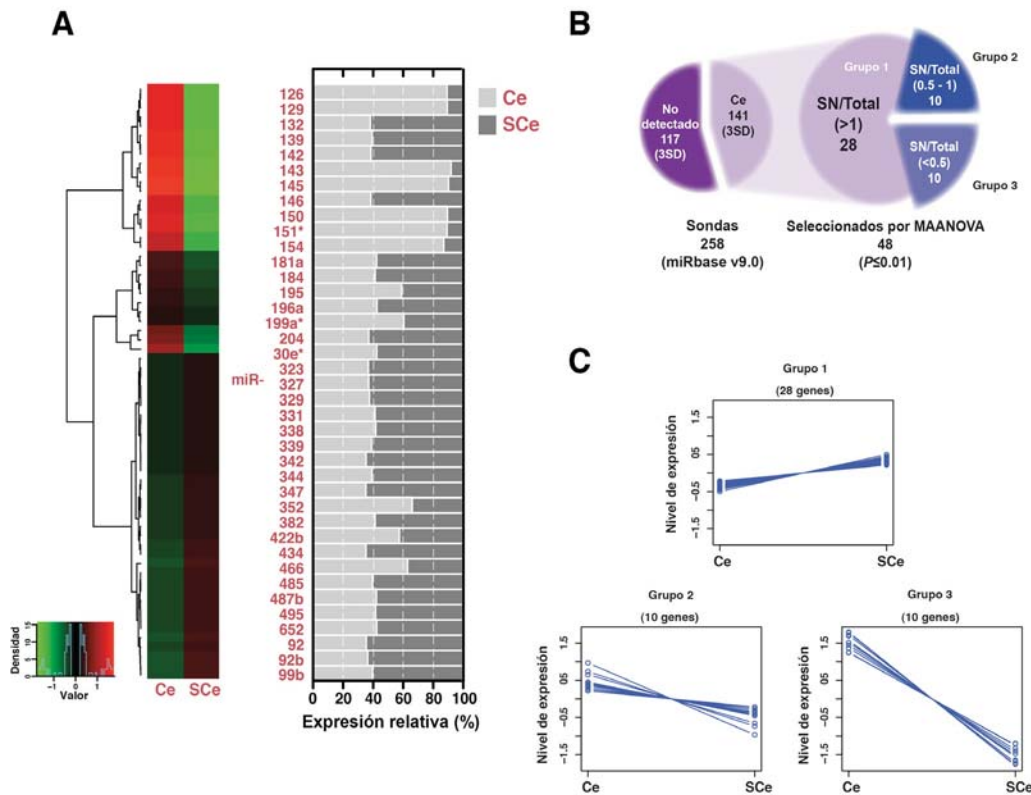 A
126
129
132
139
142
143
145
146
150
151*
154
181a
184
195
196a
199a*
204
30e*
323
miR-
327
329
331
338
339
342
344
347
352
382
422b
434
466
485
487b
495
652
92
92b
99b
Ce
SCe
0 20 40 60 80 100
Expresión relativa (%)
Densidad
0 5 10 15
−1 0 1
Valor
Ce SCe
B
No
detectado
117
(3SD)
Ce
141
(3SD)
Grupo 1
SN/Total
(>1)
28
Grupo 2
SN/Total
(0.5 - 1)
10
SN/Total
(<0.5)
10
Grupo 3
Sondas
258
(miRbase v9.0)
Seleccionados por MAANOVA
48
(P≤0.01)
C
Grupo 1
(28 genes)
Nivel de expresión
1.5
05
−0.5
−1.5
Ce SCe
Grupo 2
(10 genes)
Nivel de expresión
1.5
05
−0.5
−1.5
Ce SCe
Grupo 3
(10 genes)
Nivel de expresión
1.5
05
−0.5
−1.5
Ce SCe